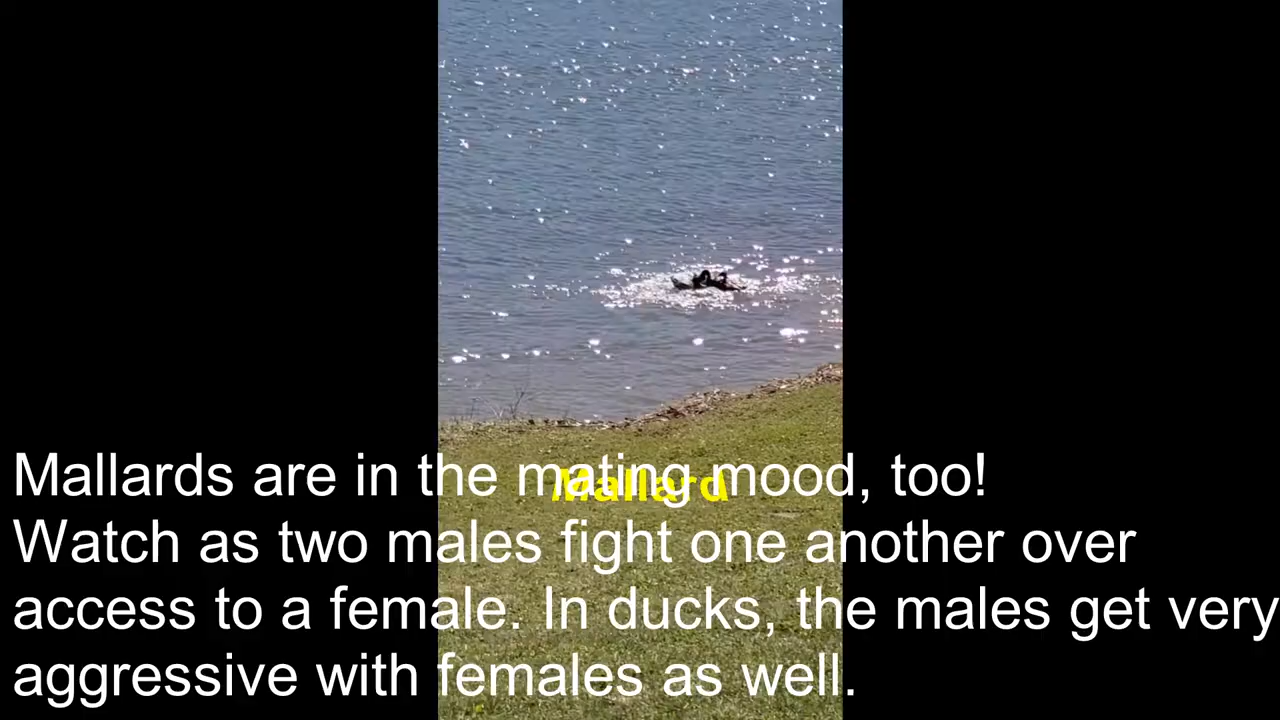 Mallards are in the mating mood, too!
Mallard
Watch as two males fight one another over
access to a female. In ducks, the males get very
aggressive with females as well.